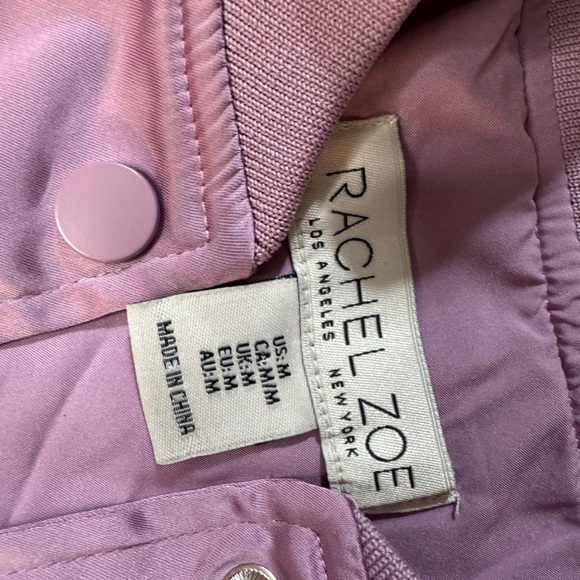 RACHEL ZOE
LOS ANGELES NEW YORK
US: M
CA: M/M
UK: M
EU: M
AU: M
MADE IN CHINA